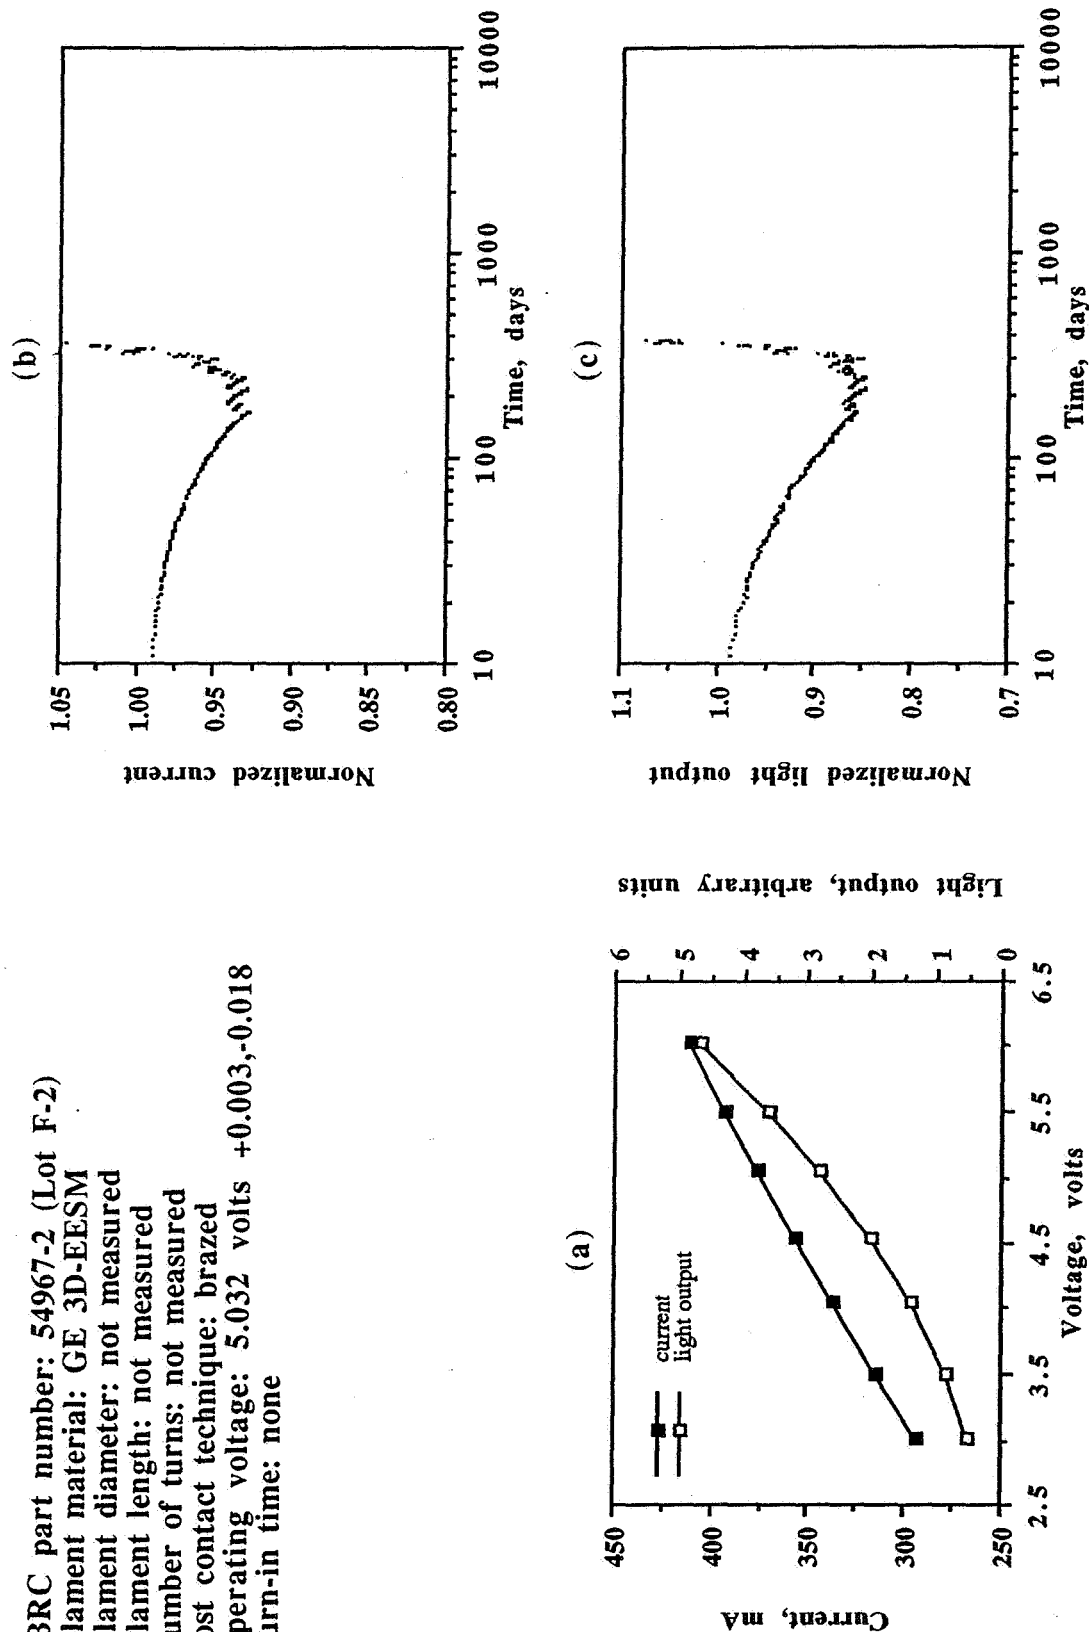 BRC part number: 54967-2 (Lot F-2)
lament material: GE 3D-EESM
lament diameter: not measured
lament length: not measured
umber of turns: not measured
ost contact technique: brazed
perating voltage: 5.032 volts +0.003,-0.018
urn-in time: none
(a)
current
light output
Current, mA
450
400
350
300
250
Light output, arbitrary units
6
5
4
3
2
1
0
2.5
3.5
4.5
5.5
6.5
Voltage, volts
(b)
Normalized current
1.05
1.00
0.95
0.90
0.85
0.80
10
100
1000
10000
Time, days
(c)
Normalized light output
1.1
1.0
0.9
0.8
0.7
10
100
1000
10000
Time, days